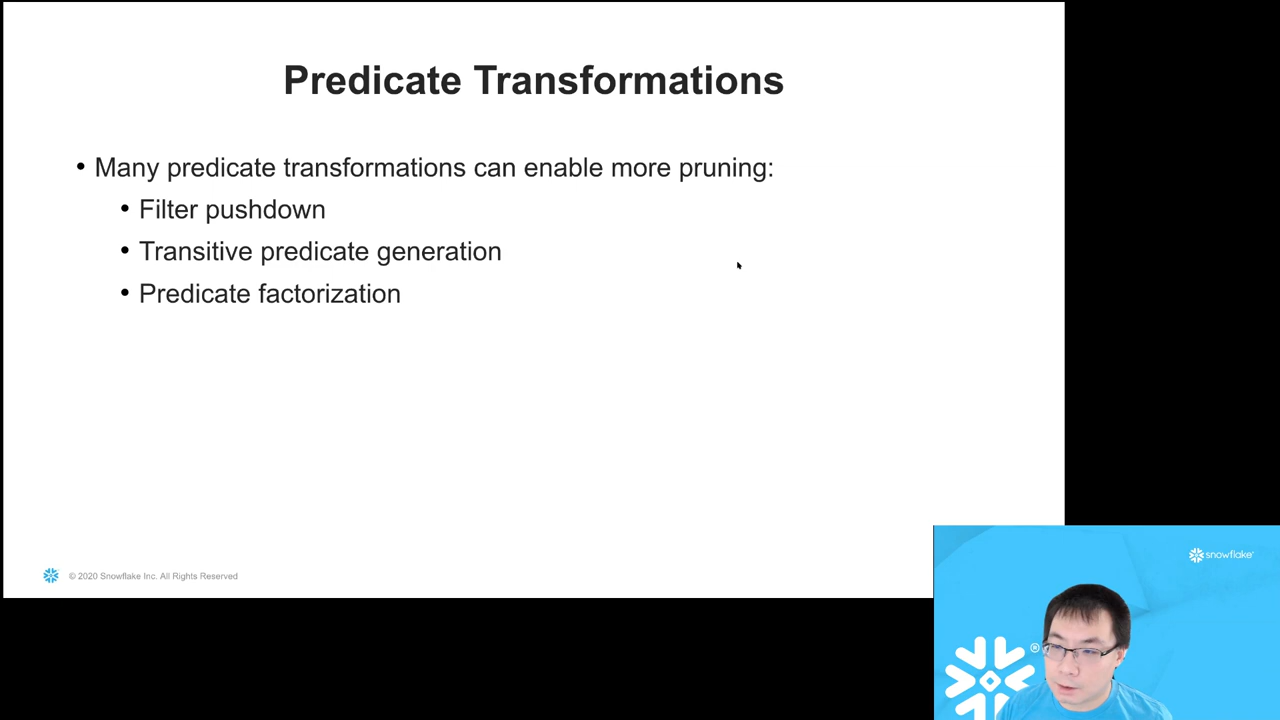 Predicate Transformations
• Many predicate transformations can enable more pruning:
• Filter pushdown
• Transitive predicate generation
• Predicate factorization
© 2020 Snowflake Inc. All Rights Reserved
snowflake
®